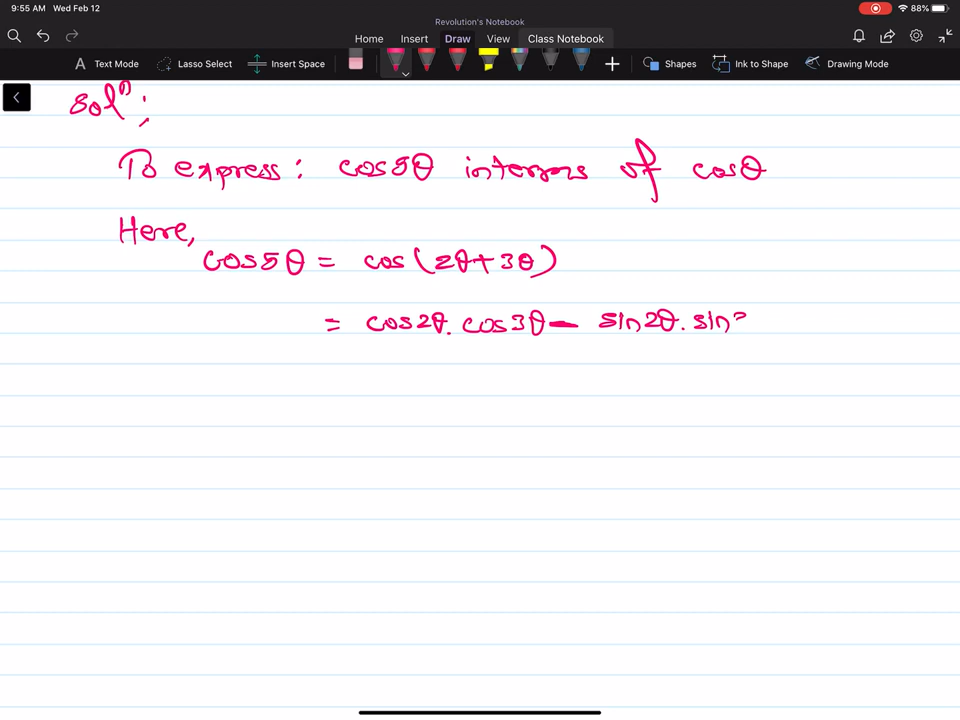 9:55 AM Wed Feb 12
88%
Revolution's Notebook
Home Insert Draw View Class Notebook
Text Mode Lasso Select Insert Space Shapes Ink to Shape Drawing Mode
Solⁿ:
To express: cos5θ interms of cosθ
Here,
cos5θ = cos(2θ+3θ)
= cos2θ. cos3θ - sin2θ. sin